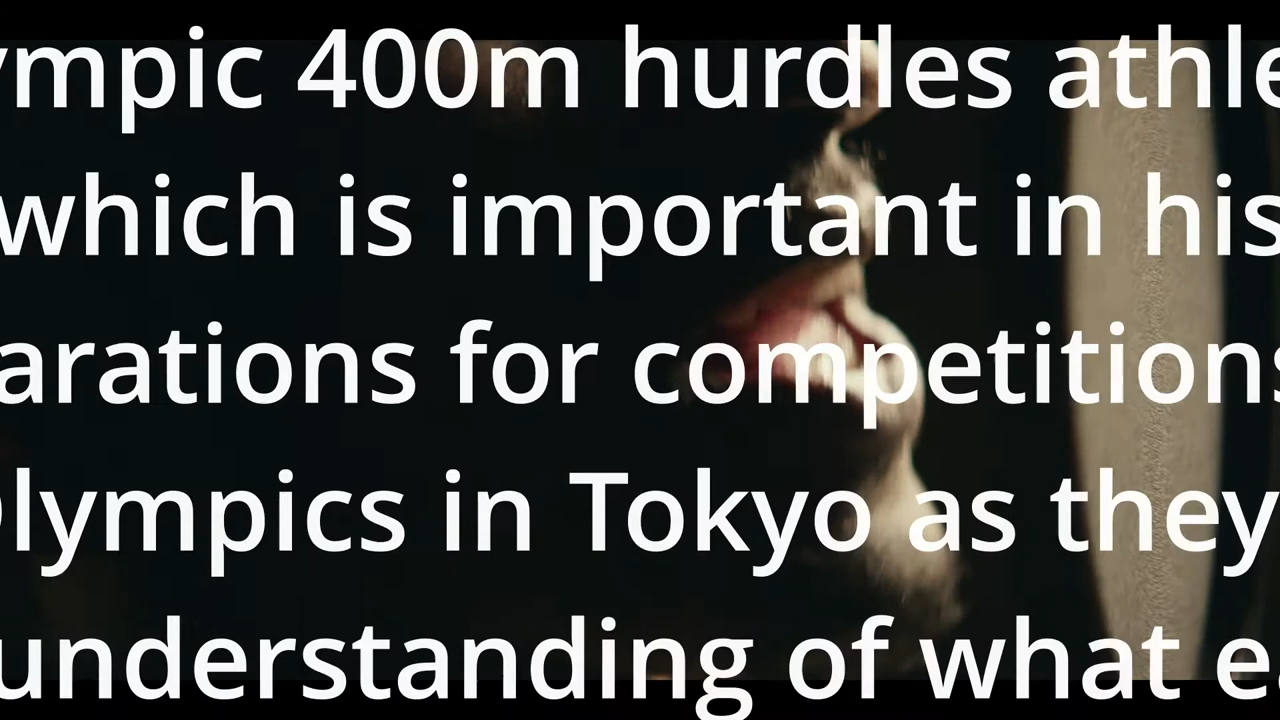 ympic 400m hurdles athle
which is important in his
arations for competitions
lympics in Tokyo as they
understanding of what e